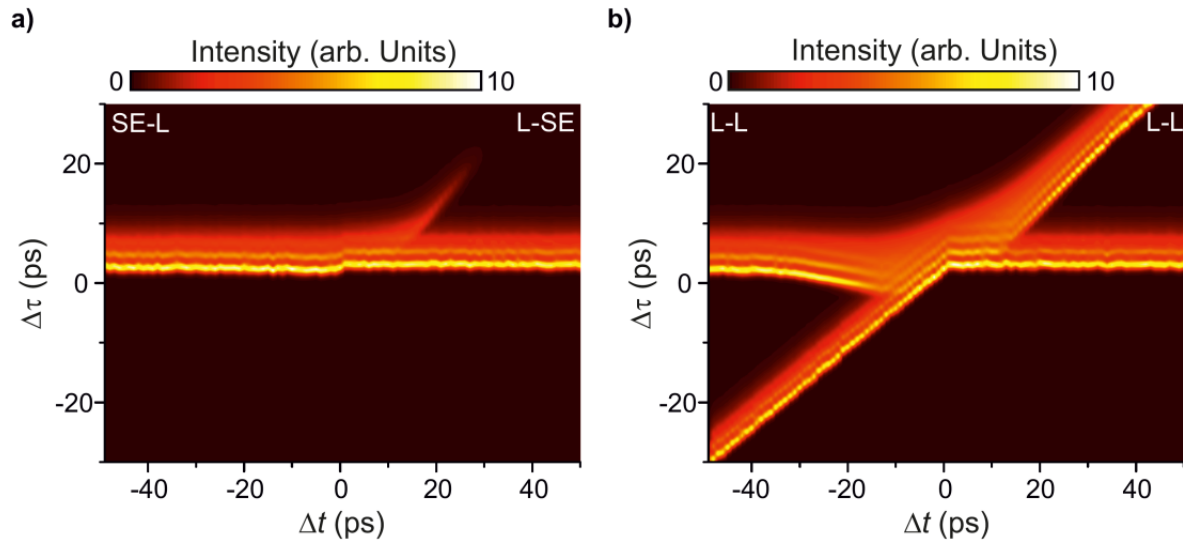 a)
Intensity (arb. Units)
0 10
SE-L L-SE
20
0
-20
Δτ (ps)
-40 -20 0 20 40
Δt (ps)
b)
Intensity (arb. Units)
0 10
L-L L-L
20
0
-20
Δτ (ps)
-40 -20 0 20 40
Δt (ps)